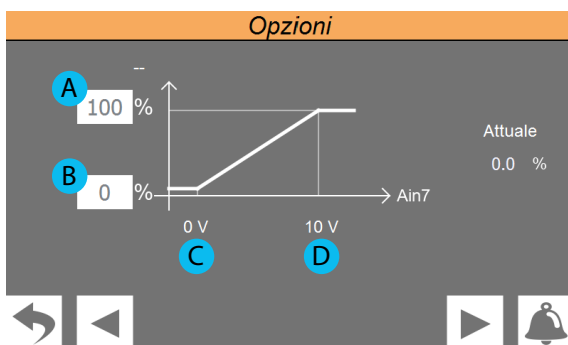 Opzioni
--
A
100 %
Attuale
B
0 %
0.0 %
Ain7
0 V
10 V
C
D